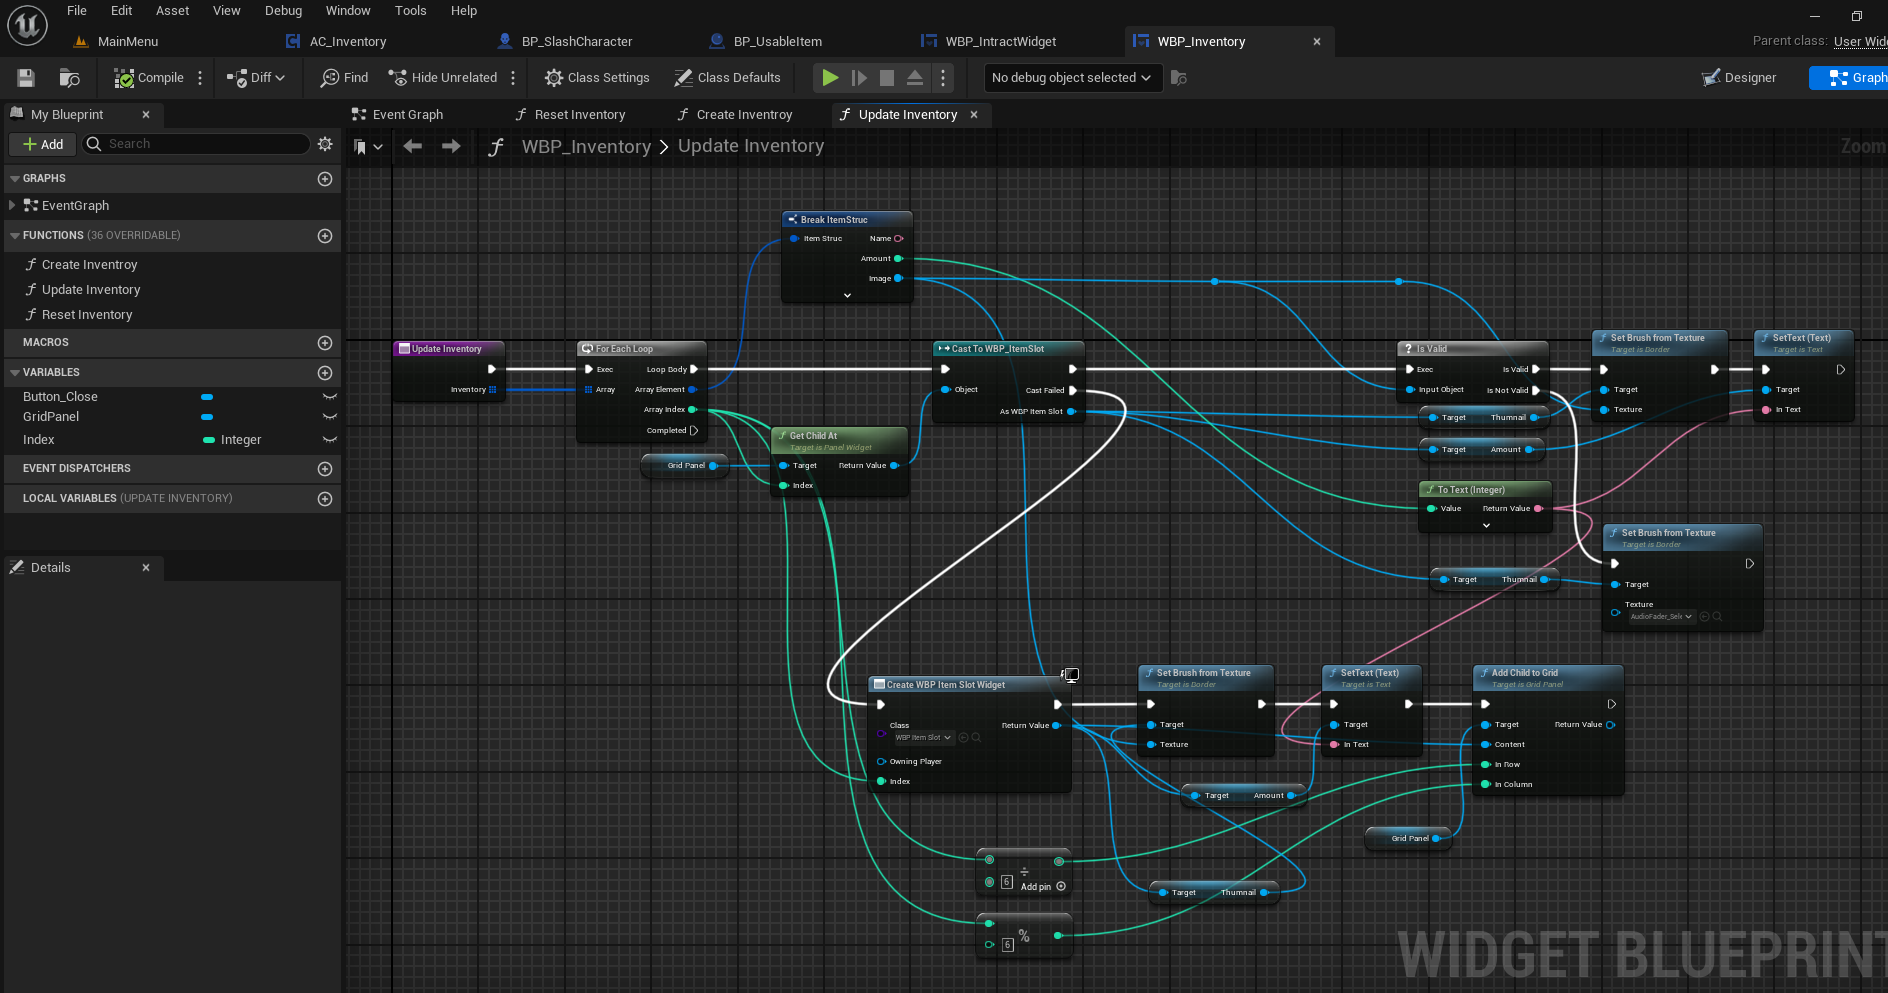 File Edit Asset View Debug Window Tools Help
MainMenu AC_Inventory BP_SlashCharacter BP_UsableItem WBP_IntractWidget WBP_Inventory
Parent class: User Wid
Compile Diff Find Hide Unrelated Class Settings Class Defaults No debug object selected Designer Graph
My Blueprint
Event Graph Reset Inventory Create Inventroy Update Inventory
Add Search
WBP_Inventory > Update Inventory
Zoom
GRAPHS
EventGraph
FUNCTIONS (36 OVERRIDABLE)
Create Inventroy
Update Inventory
Reset Inventory
MACROS
VARIABLES
Button_Close
GridPanel
Index Integer
EVENT DISPATCHERS
LOCAL VARIABLES (UPDATE INVENTORY)
Details
Break ItemStruc
Item Struc Name
Amount
Image
Update Inventory
Inventory
For Each Loop
Exec Loop Body
Array Array Element
Array Index
Completed
Grid Panel
Get Child At
Target is Panel Widget
Target Return Value
Index
Cast To WBP_ItemSlot
Object Cast Failed
As WBP Item Slot
Is Valid
Exec Is Valid
Input Object Is Not Valid
Target Thumnail
Target Amount
To Text (Integer)
Value Return Value
Set Brush from Texture
Target is Border
Target
Texture
SetText (Text)
Target is Text
Target
In Text
Target Thumnail
Set Brush from Texture
Target is Border
Target
Texture
AudioFader_Sele
Create WBP Item Slot Widget
Class
WBP Item Slot
Return Value
Owning Player
Index
Set Brush from Texture
Target is Border
Target
Texture
SetText (Text)
Target is Text
Target
In Text
Add Child to Grid
Target is Grid Panel
Target Return Value
Content
In Row
In Column
Target Amount
Grid Panel
÷
6 Add pin
Target Thumnail
%
6
WIDGET BLUEPRINT